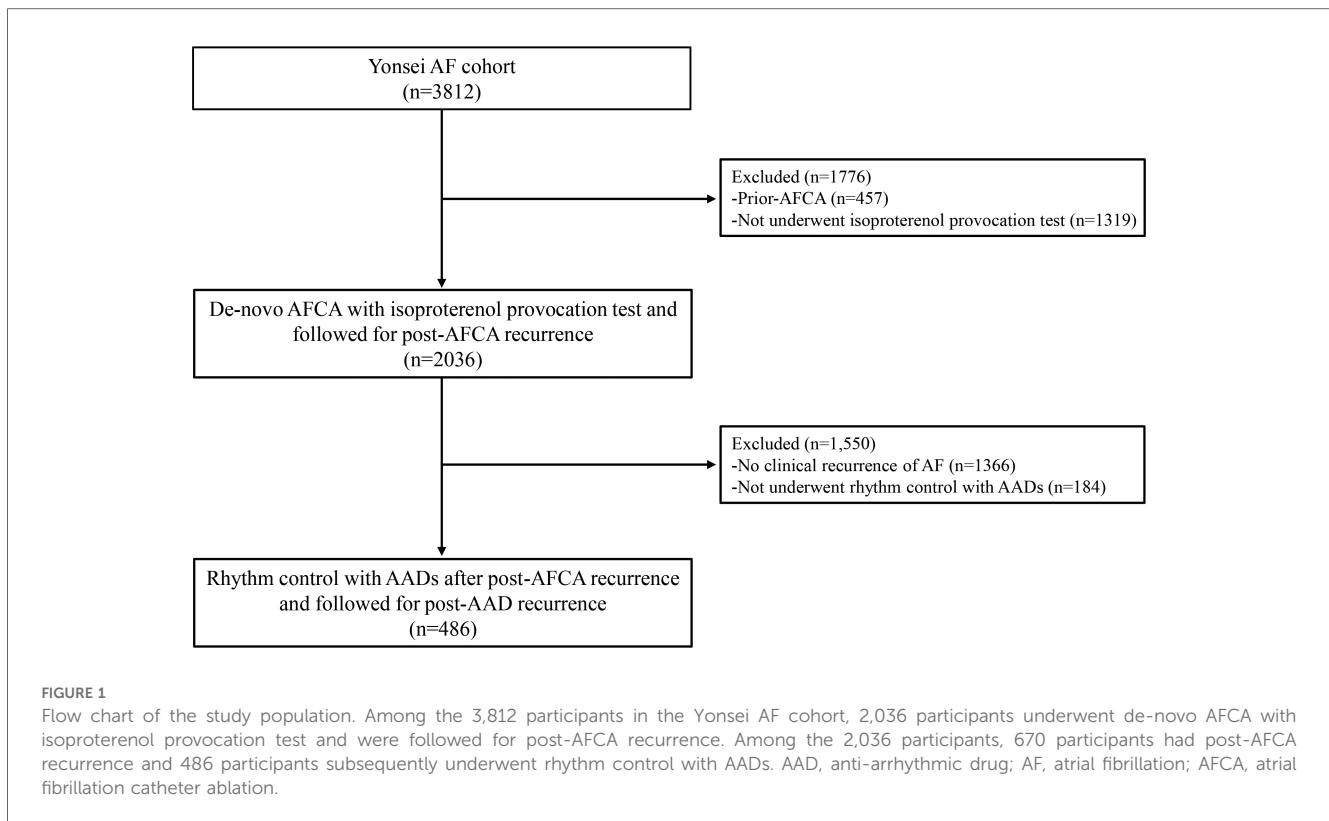 Yonsei AF cohort
(n=3812)
Excluded (n=1776)
-Prior-AFCA (n=457)
-Not underwent isoproterenol provocation test (n=1319)
De-novo AFCA with isoproterenol provocation test and
followed for post-AFCA recurrence
(n=2036)
Excluded (n=1,550)
-No clinical recurrence of AF (n=1366)
-Not underwent rhythm control with AADs (n=184)
Rhythm control with AADs after post-AFCA recurrence
and followed for post-AAD recurrence
(n=486)
FIGURE 1
Flow chart of the study population. Among the 3,812 participants in the Yonsei AF cohort, 2,036 participants underwent de-novo AFCA with
isoproterenol provocation test and were followed for post-AFCA recurrence. Among the 2,036 participants, 670 participants had post-AFCA
recurrence and 486 participants subsequently underwent rhythm control with AADs. AAD, anti-arrhythmic drug; AF, atrial fibrillation; AFCA, atrial
fibrillation catheter ablation.